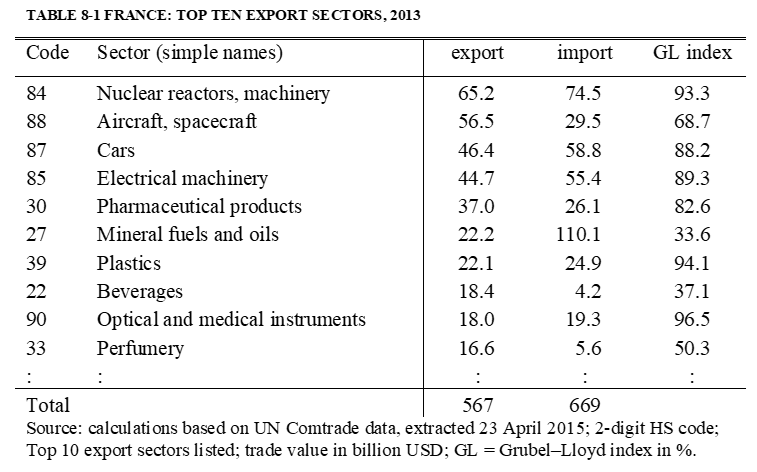 TABLE 8-1 FRANCE: TOP TEN EXPORT SECTORS, 2013
Code Sector (simple names) export import GL index
84 Nuclear reactors, machinery 65.2 74.5 93.3
88 Aircraft, spacecraft 56.5 29.5 68.7
87 Cars 46.4 58.8 88.2
85 Electrical machinery 44.7 55.4 89.3
30 Pharmaceutical products 37.0 26.1 82.6
27 Mineral fuels and oils 22.2 110.1 33.6
39 Plastics 22.1 24.9 94.1
22 Beverages 18.4 4.2 37.1
90 Optical and medical instruments 18.0 19.3 96.5
33 Perfumery 16.6 5.6 50.3
: : : : :
Total 567 669
Source: calculations based on UN Comtrade data, extracted 23 April 2015; 2-digit HS code;
Top 10 export sectors listed; trade value in billion USD; GL = Grubel–Lloyd index in %.